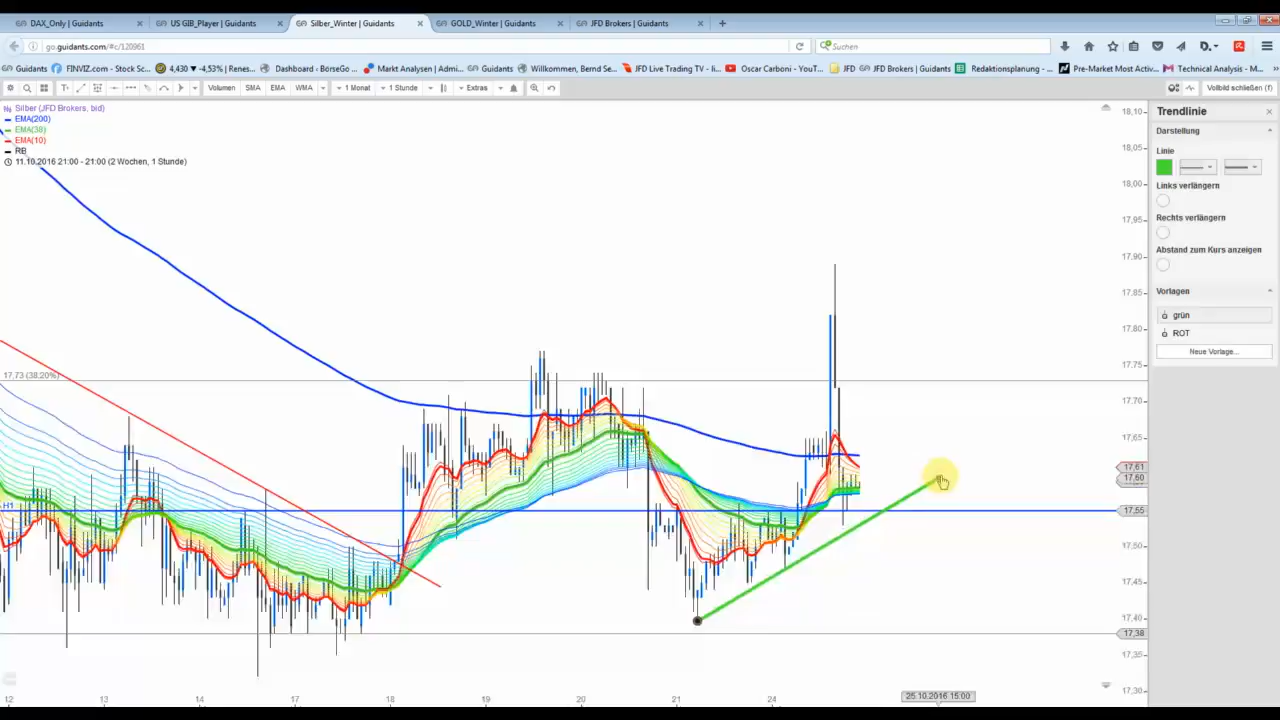 DAX_Only | Guidants
US GIB_Player | Guidants
Silber_Winter | Guidants
GOLD_Winter | Guidants
JFD Brokers | Guidants
go.guidants.com/#c/120961
Suchen
Guidants
FINVIZ.com - Stock Sc...
4,430 ▼ -4,53% | Renes...
Dashboard - BörseGo ...
Markt Analysen | Admi...
Guidants
Willkommen, Bernd Se...
JFD Live Trading TV - li...
Oscar Carboni - YouT...
JFD
JFD Brokers | Guidants
Redaktionsplanung - ...
Pre-Market Most Activ...
Technical Analysis - M...
Volumen
SMA
EMA
WMA
1 Monat
1 Stunde
Extras
Vollbild schließen (f)
Silber (JFD Brokers, bid)
EMA(200)
EMA(38)
EMA(10)
RB
11.10.2016 21:00 - 21:00 (2 Wochen, 1 Stunde)
17,73 (38.20%)
H1
18,10
18,05
18,00
17,95
17,90
17,85
17,80
17,75
17,70
17,65
17,61
17,60
17,55
17,50
17,45
17,40
17,38
17,35
17,30
12
13
14
17
18
19
20
21
24
25.10.2016 15:00
Trendlinie
Darstellung
Linie
Links verlängern
Rechts verlängern
Abstand zum Kurs anzeigen
Vorlagen
grün
ROT
Neue Vorlage...